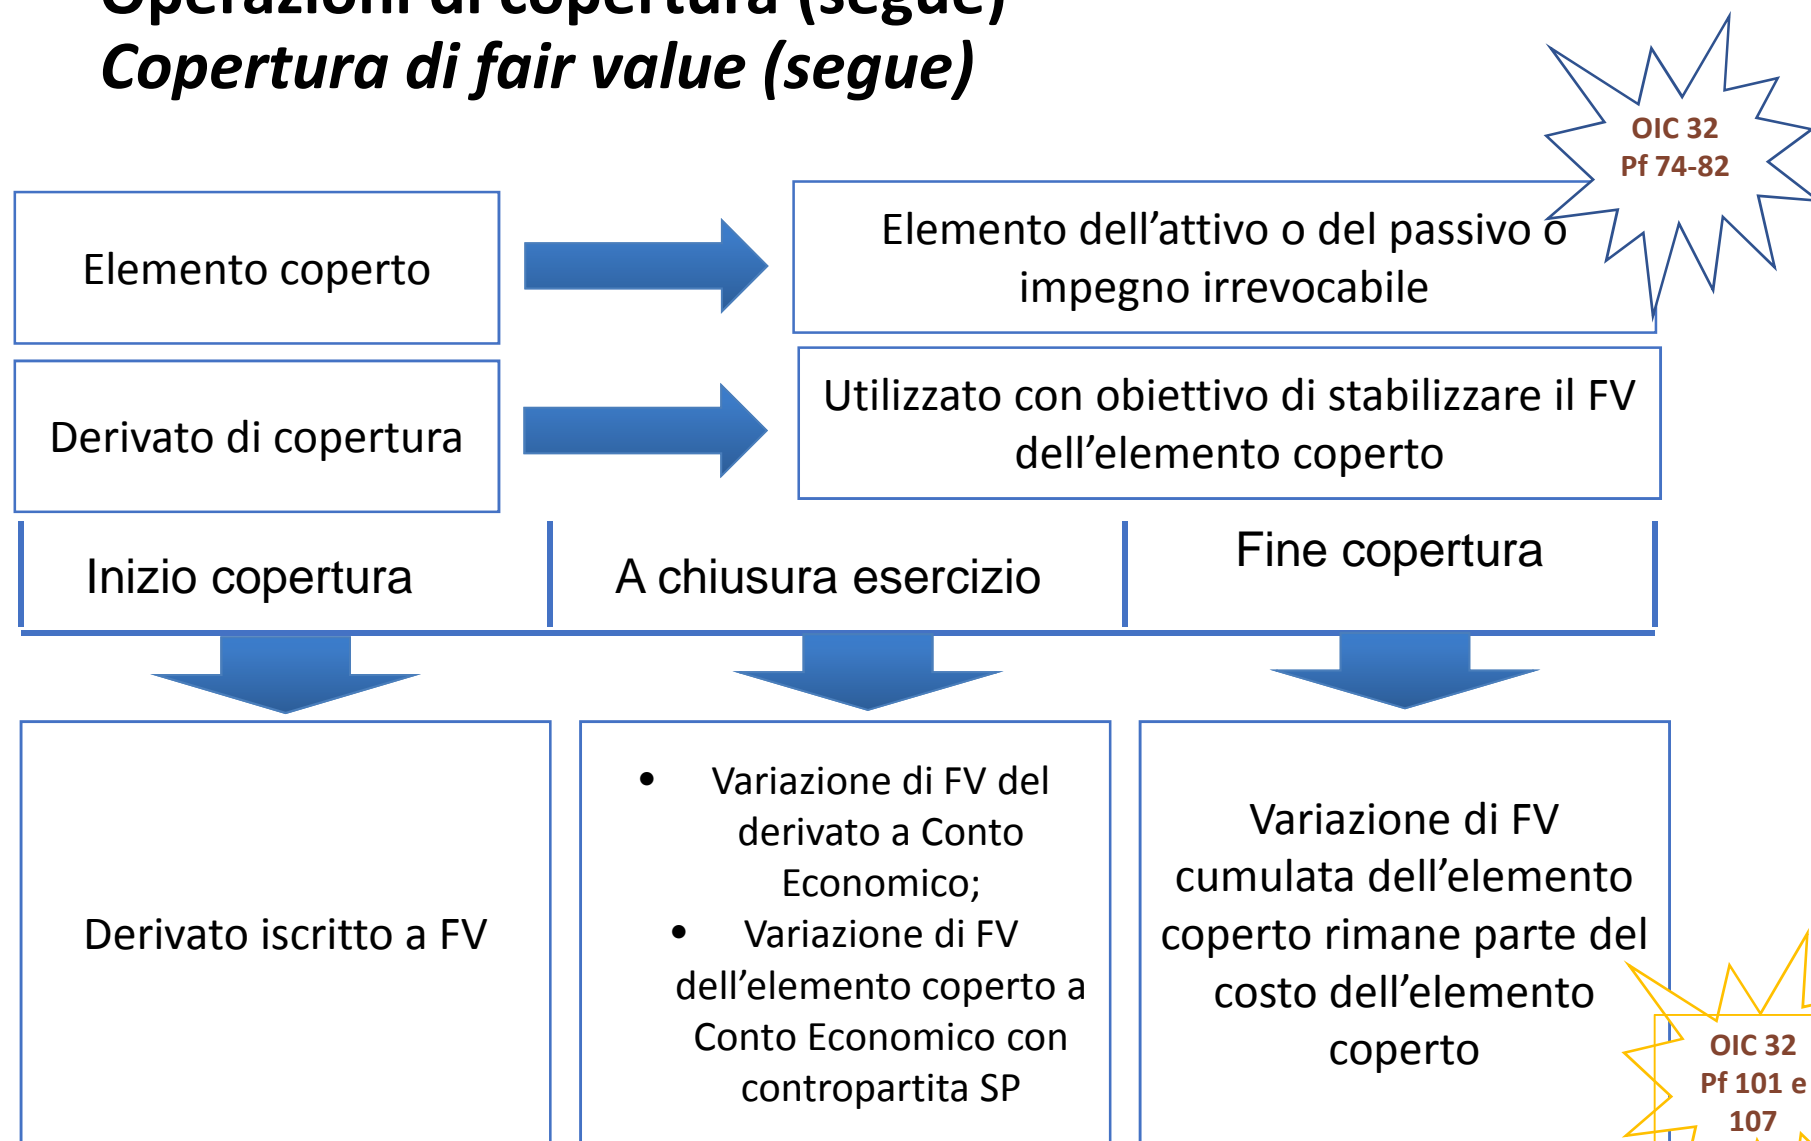 Operazioni di copertura (segue)
Copertura di fair value (segue)
OIC 32
Pf 74-82
Elemento coperto
Elemento dell’attivo o del passivo o
impegno irrevocabile
Derivato di copertura
Utilizzato con obiettivo di stabilizzare il FV
dell’elemento coperto
Inizio copertura
A chiusura esercizio
Fine copertura
Derivato iscritto a FV
• Variazione di FV del
derivato a Conto
Economico;
• Variazione di FV
dell’elemento coperto a
Conto Economico con
contropartita SP
Variazione di FV
cumulata dell’elemento
coperto rimane parte del
costo dell’elemento
coperto
OIC 32
Pf 101 e
107